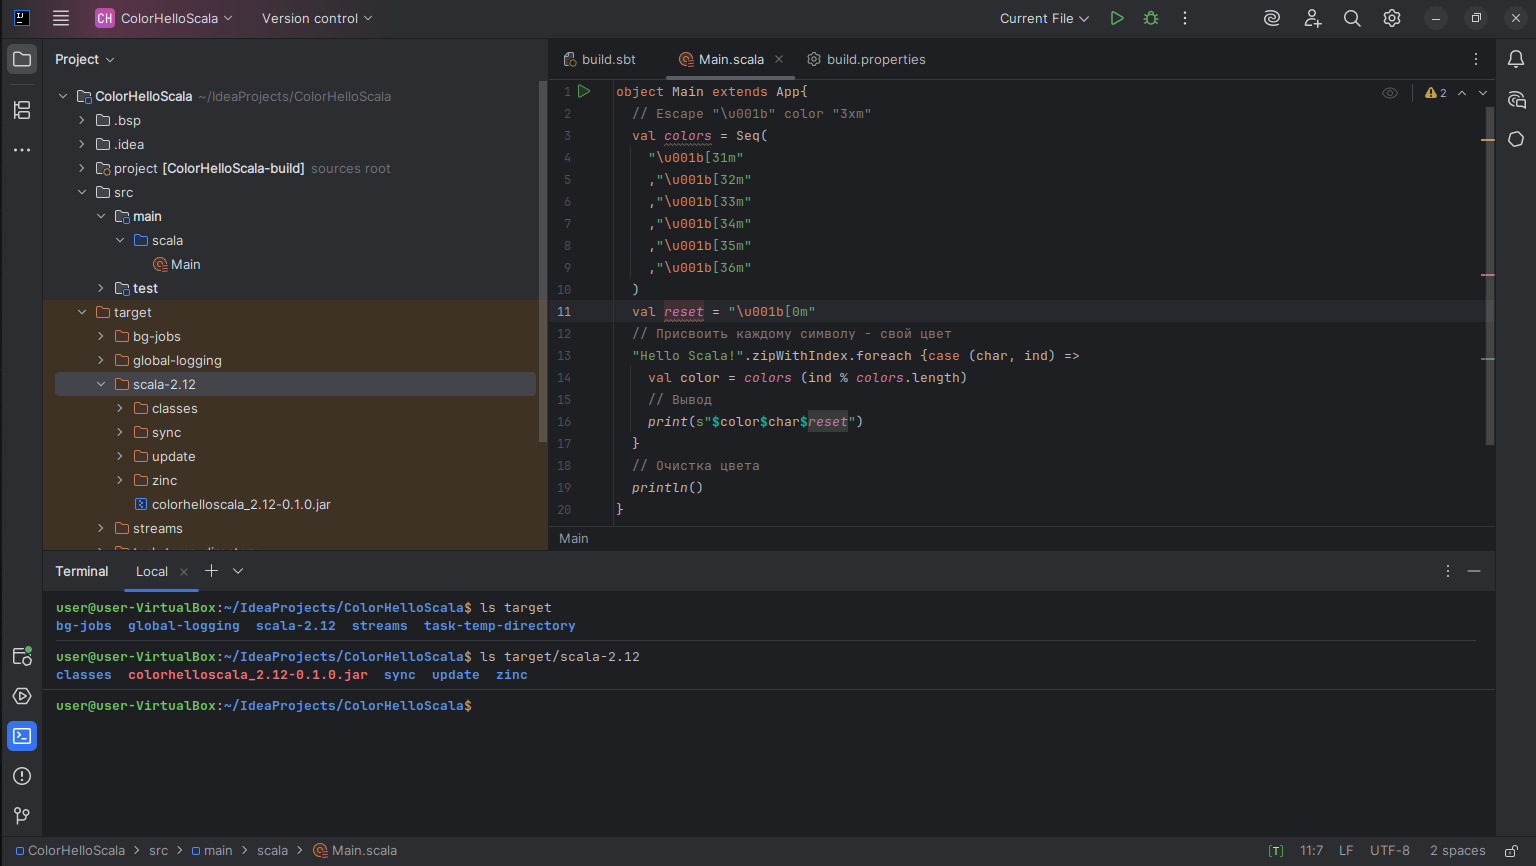 CH ColorHelloScala Version control Current File
Project
ColorHelloScala ~/IdeaProjects/ColorHelloScala
.bsp
.idea
project [ColorHelloScala-build] sources root
src
main
scala
Main
test
target
bg-jobs
global-logging
scala-2.12
classes
sync
update
zinc
colorhelloscala_2.12-0.1.0.jar
streams
build.sbt Main.scala build.properties
2
1 object Main extends App{
2 // Escape "\u001b" color "3xm"
3 val colors = Seq(
4 "\u001b[31m"
5 ,"\u001b[32m"
6 ,"\u001b[33m"
7 ,"\u001b[34m"
8 ,"\u001b[35m"
9 ,"\u001b[36m"
10 )
11 val reset = "\u001b[0m"
12 // Присвоить каждому символу - свой цвет
13 "Hello Scala!".zipWithIndex.foreach {case (char, ind) =>
14 val color = colors (ind % colors.length)
15 // Вывод
16 print(s"$color$char$reset")
17 }
18 // Очистка цвета
19 println()
20 }
Main
Terminal Local
user@user-VirtualBox:~/IdeaProjects/ColorHelloScala$ ls target
bg-jobs global-logging scala-2.12 streams task-temp-directory
user@user-VirtualBox:~/IdeaProjects/ColorHelloScala$ ls target/scala-2.12
classes colorhelloscala_2.12-0.1.0.jar sync update zinc
user@user-VirtualBox:~/IdeaProjects/ColorHelloScala$
ColorHelloScala > src > main > scala > Main.scala [T] 11:7 LF UTF-8 2 spaces